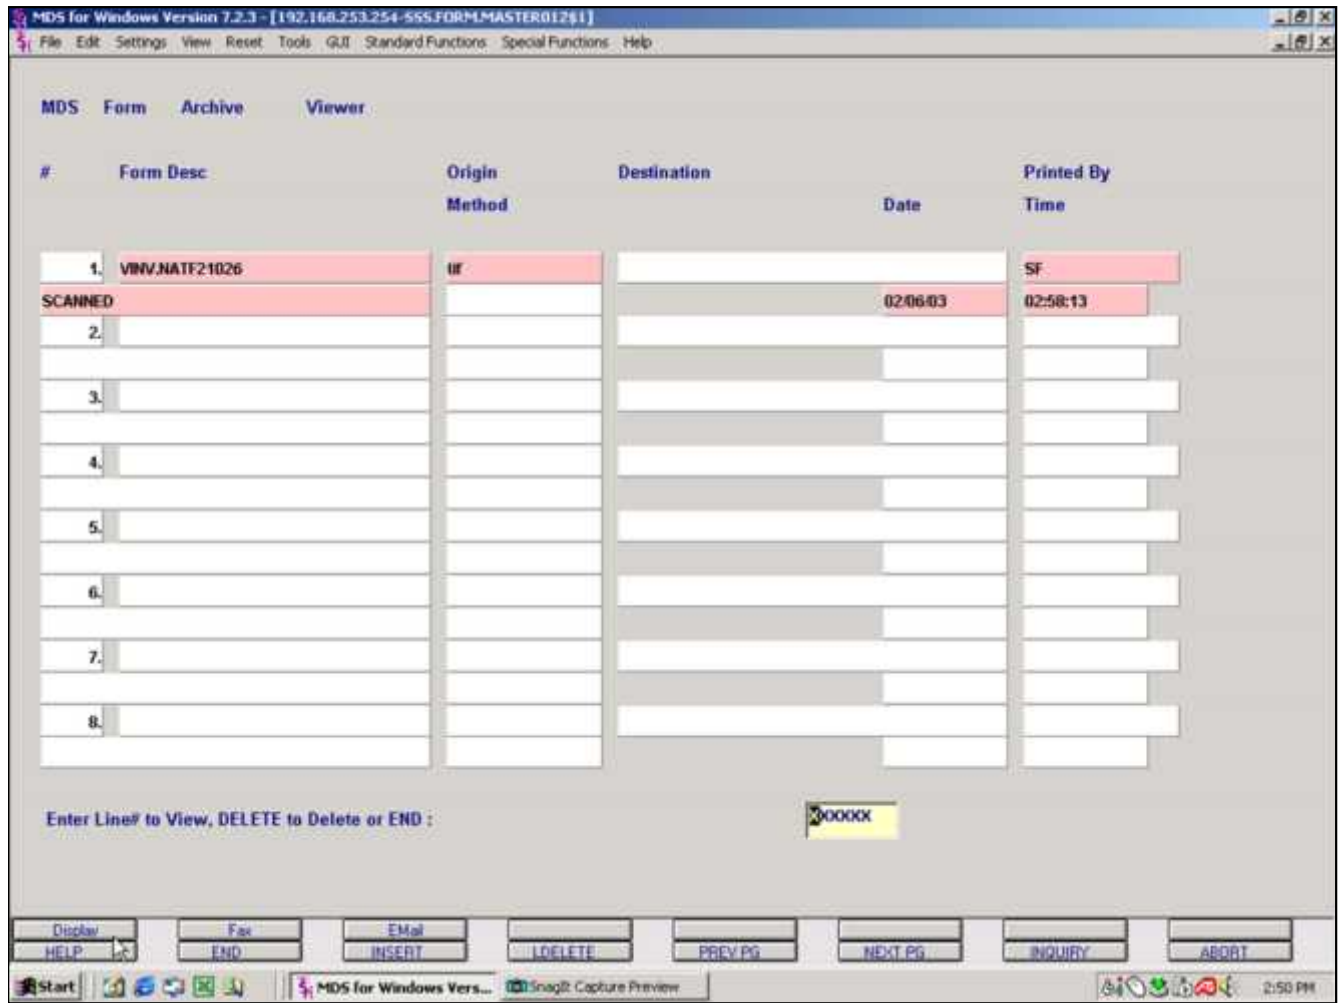 MDS for Windows Version 7.2.3 - [192.168.253.254-SSS.FORM.MASTER012$1]
File Edit Settings View Reset Tools GUI Standard Functions Special Functions Help
MDS Form Archive Viewer
# Form Desc Origin Destination Printed By
Method Date Time
1. VINV.NATF21026 tif SF
SCANNED 02/06/03 02:58:13
2.
3.
4.
5.
6.
7.
8.
Enter Line# to View, DELETE to Delete or END :
XXXXXX
Display Fax EMail
HELP END INSERT LDELETE PREV PG NEXT PG INQUIRY ABORT
Start MDS for Windows Vers... SnagIt Capture Preview 2:50 PM